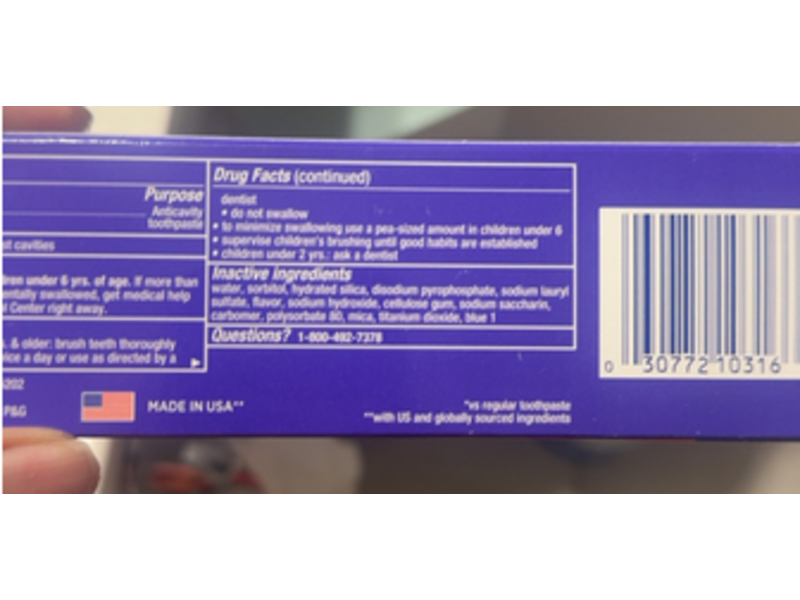 Purpose
Anticavity
toothpaste
st cavities
ren under 6 yrs. of age. If more than
entally swallowed, get medical help
l Center right away.
. & older: brush teeth thoroughly
ice a day or use as directed by a
202
P&G
MADE IN USA**
Drug Facts (continued)
dentist
• do not swallow
• to minimize swallowing use a pea-sized amount in children under 6
• supervise children's brushing until good habits are established
• children under 2 yrs.: ask a dentist
Inactive ingredients
water, sorbitol, hydrated silica, disodium pyrophosphate, sodium lauryl
sulfate, flavor, sodium hydroxide, cellulose gum, sodium saccharin,
carbomer, polysorbate 80, mica, titanium dioxide, blue 1
Questions? 1-800-492-7378
*vs regular toothpaste
**with US and globally sourced ingredients
0 30772 10316